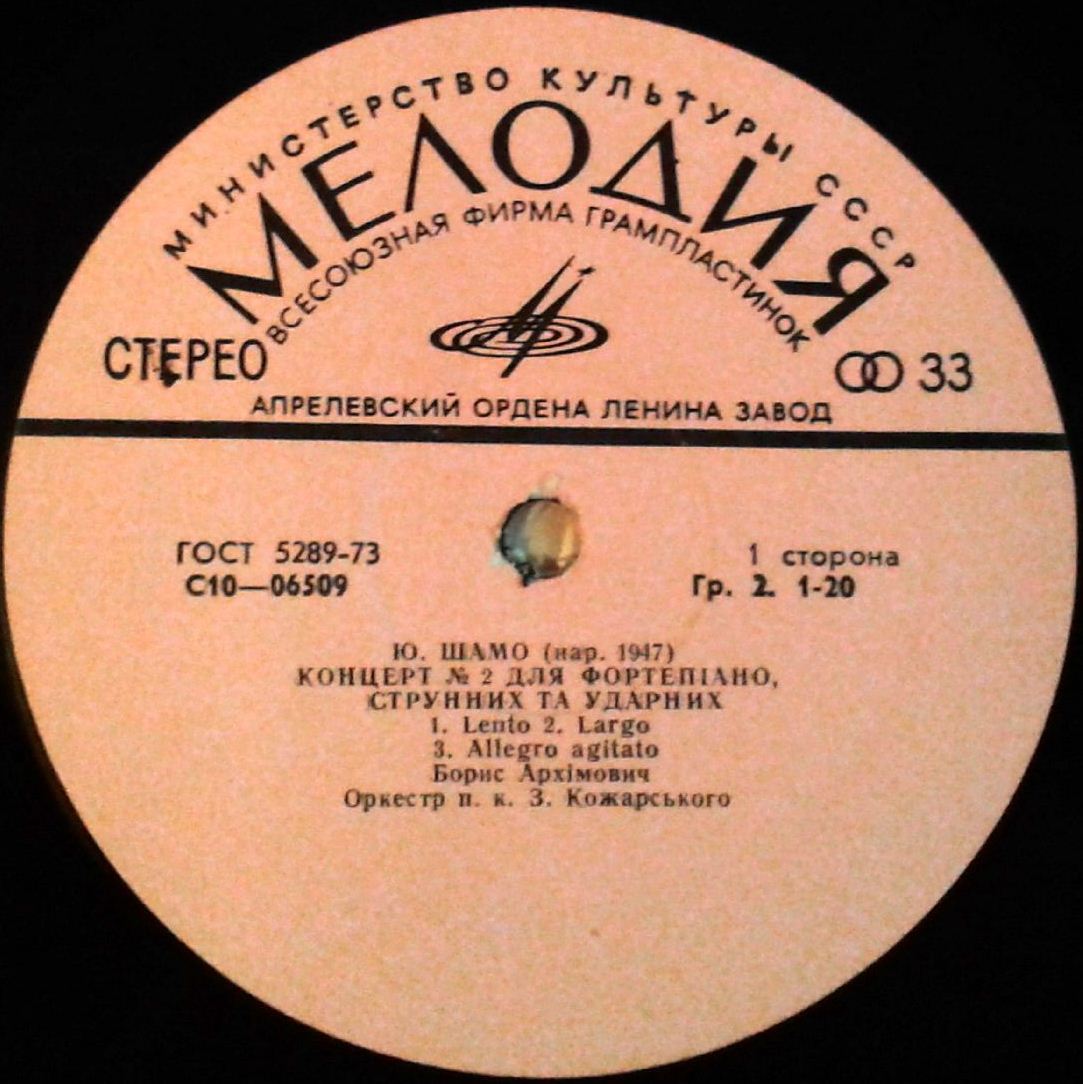 МИНИСТЕРСТВО КУЛЬТУРЫ СССР
МЕЛОДИЯ
ВСЕСОЮЗНАЯ ФИРМА ГРАМПЛАСТИНОК
СТЕРЕО
33
АПРЕЛЕВСКИЙ ОРДЕНА ЛЕНИНА ЗАВОД
ГОСТ 5289-73
С10—06509
1 сторона
Гр. 2. 1-20
Ю. ШАМО (нар. 1947)
КОНЦЕРТ № 2 ДЛЯ ФОРТЕПІАНО,
СТРУННИХ ТА УДАРНИХ
1. Lento 2. Largo
3. Allegro agitato
Борис Архімович
Оркестр п. к. З. Кожарського